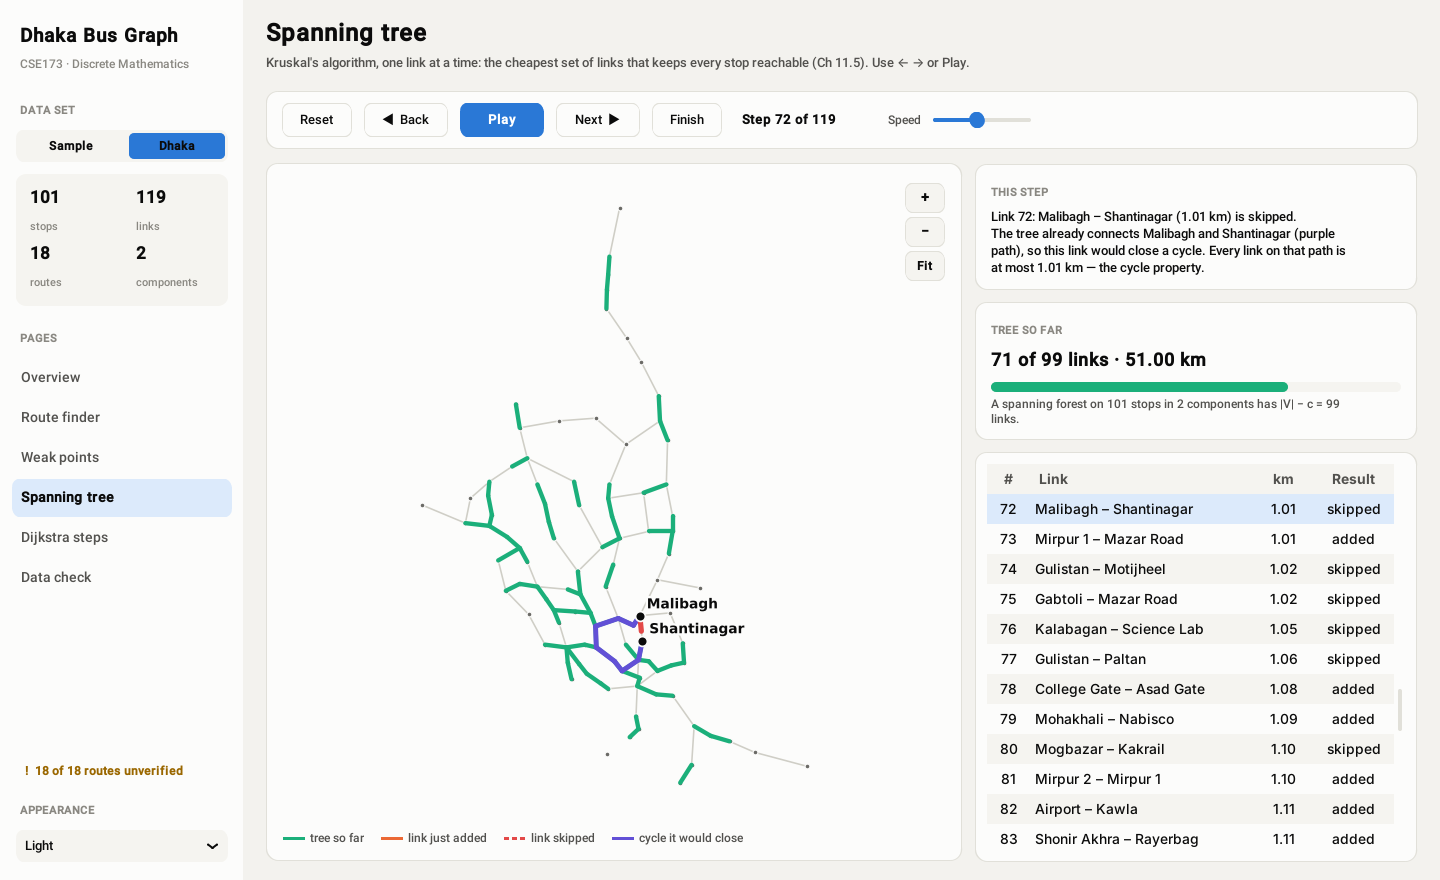 Dhaka Bus Graph
CSE173 · Discrete Mathematics
DATA SET
Sample
Dhaka
101
119
stops
links
18
2
routes
components
PAGES
Overview
Route finder
Weak points
Spanning tree
Dijkstra steps
Data check
! 18 of 18 routes unverified
APPEARANCE
Light
Spanning tree
Kruskal's algorithm, one link at a time: the cheapest set of links that keeps every stop reachable (Ch 11.5). Use ← → or Play.
Reset
◀ Back
Play
Next ▶
Finish
Step 72 of 119
Speed
+
−
Fit
Malibagh
Shantinagar
tree so far
link just added
link skipped
cycle it would close
THIS STEP
Link 72: Malibagh – Shantinagar (1.01 km) is skipped.
The tree already connects Malibagh and Shantinagar (purple
path), so this link would close a cycle. Every link on that path is
at most 1.01 km — the cycle property.
TREE SO FAR
71 of 99 links · 51.00 km
A spanning forest on 101 stops in 2 components has |V| − c = 99
links.
# Link km Result
72 Malibagh – Shantinagar 1.01 skipped
73 Mirpur 1 – Mazar Road 1.01 added
74 Gulistan – Motijheel 1.02 skipped
75 Gabtoli – Mazar Road 1.02 skipped
76 Kalabagan – Science Lab 1.05 skipped
77 Gulistan – Paltan 1.06 skipped
78 College Gate – Asad Gate 1.08 added
79 Mohakhali – Nabisco 1.09 added
80 Mogbazar – Kakrail 1.10 skipped
81 Mirpur 2 – Mirpur 1 1.10 added
82 Airport – Kawla 1.11 added
83 Shonir Akhra – Rayerbag 1.11 added